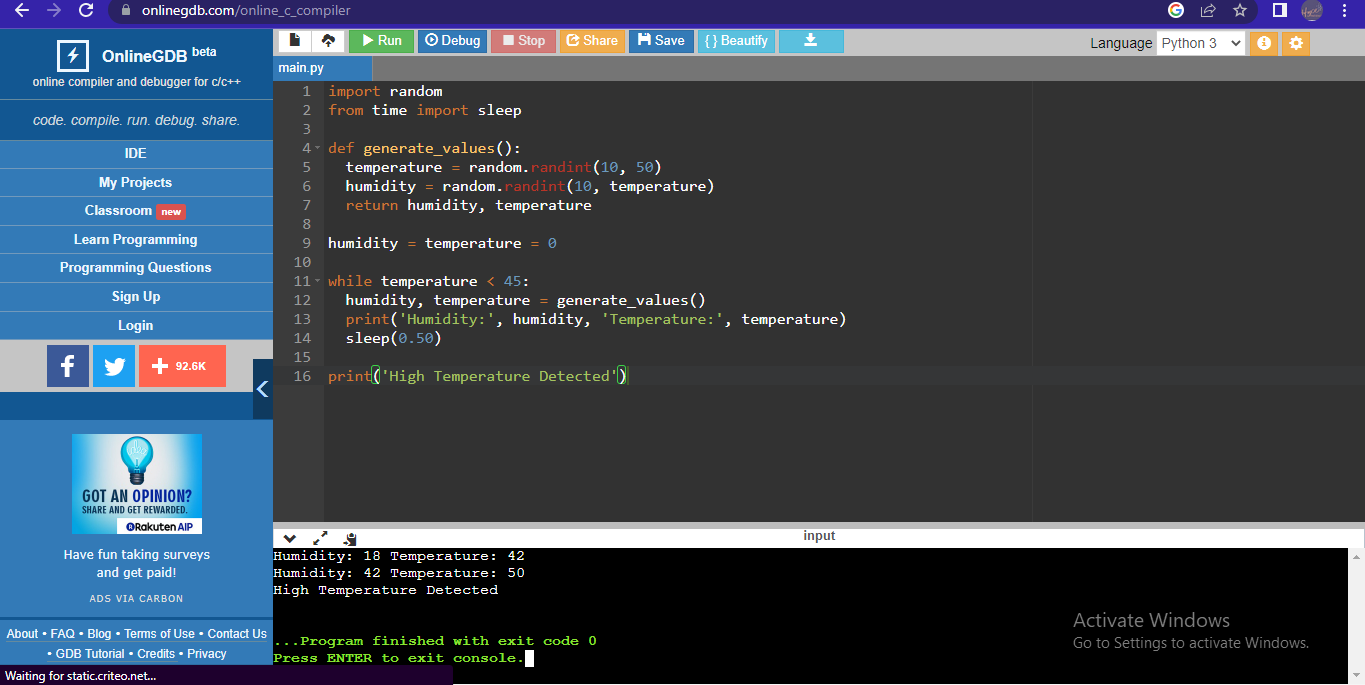 onlinegdb.com/online_c_compiler
OnlineGDB beta
online compiler and debugger for c/c++
code. compile. run. debug. share.
IDE
My Projects
Classroom new
Learn Programming
Programming Questions
Sign Up
Login
92.6K
GOT AN OPINION?
SHARE AND GET REWARDED.
Rakuten AIP
Have fun taking surveys
and get paid!
ADS VIA CARBON
About • FAQ • Blog • Terms of Use • Contact Us
• GDB Tutorial • Credits • Privacy
Waiting for static.criteo.net...
Run Debug Stop Share Save { } Beautify
Language Python 3
main.py
1 import random
2 from time import sleep
3
4 def generate_values():
5   temperature = random.randint(10, 50)
6   humidity = random.randint(10, temperature)
7   return humidity, temperature
8
9 humidity = temperature = 0
10
11 while temperature < 45:
12   humidity, temperature = generate_values()
13   print('Humidity:', humidity, 'Temperature:', temperature)
14   sleep(0.50)
15
16 print('High Temperature Detected')
input
Humidity: 18 Temperature: 42
Humidity: 42 Temperature: 50
High Temperature Detected
...Program finished with exit code 0
Press ENTER to exit console.
Activate Windows
Go to Settings to activate Windows.